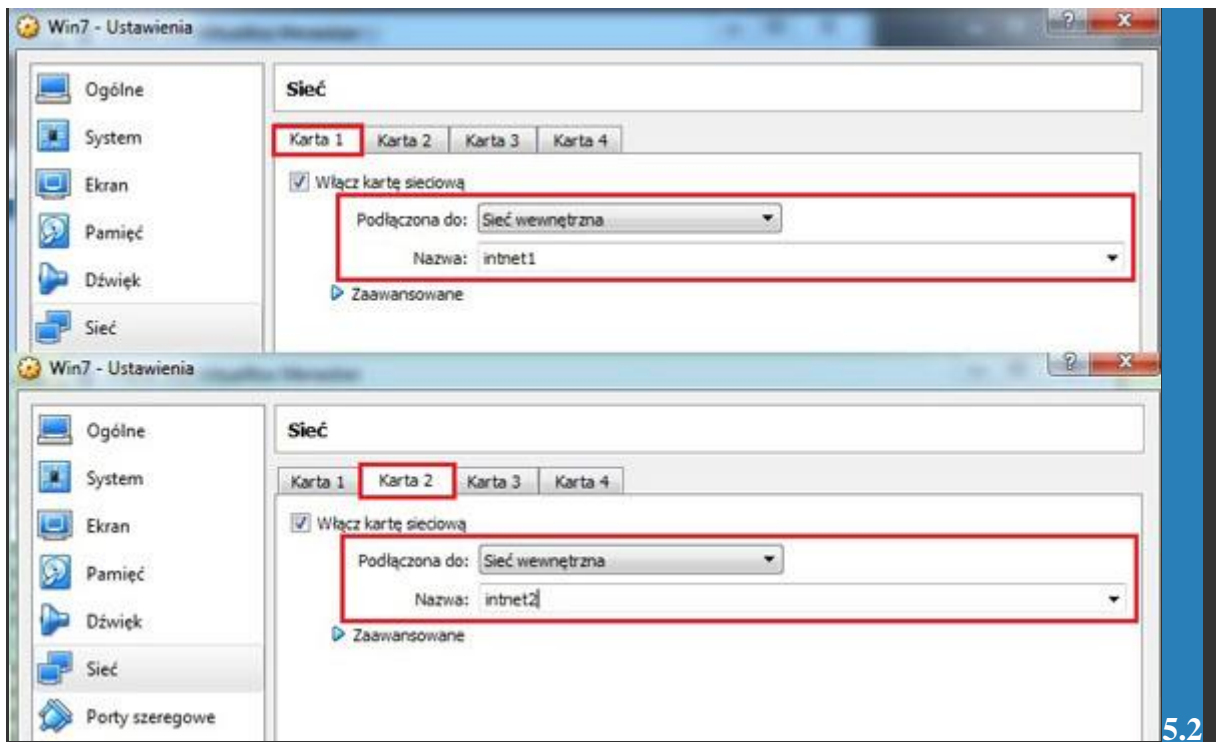 Win7 - Ustawienia
Ogólne
System
Ekran
Pamięć
Dźwięk
Sieć
Sieć
Karta 1 Karta 2 Karta 3 Karta 4
Włącz kartę sieciową
Podłączona do: Sieć wewnętrzna
Nazwa: intnet1
Zaawansowane
Win7 - Ustawienia
Ogólne
System
Ekran
Pamięć
Dźwięk
Sieć
Porty szeregowe
Sieć
Karta 1 Karta 2 Karta 3 Karta 4
Włącz kartę sieciową
Podłączona do: Sieć wewnętrzna
Nazwa: intnet2
Zaawansowane
5.2